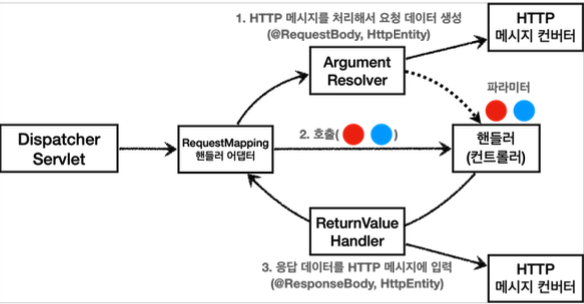 1. HTTP 메시지를 처리해서 요청 데이터 생성
(@RequestBody, HttpEntity)
HTTP
메시지 컨버터
Argument
Resolver
파라미터
Dispatcher
Servlet
RequestMapping
핸들러 어댑터
2. 호출( )
핸들러
(컨트롤러)
ReturnValue
Handler
3. 응답 데이터를 HTTP 메시지에 입력
(@ResponseBody, HttpEntity)
HTTP
메시지 컨버터